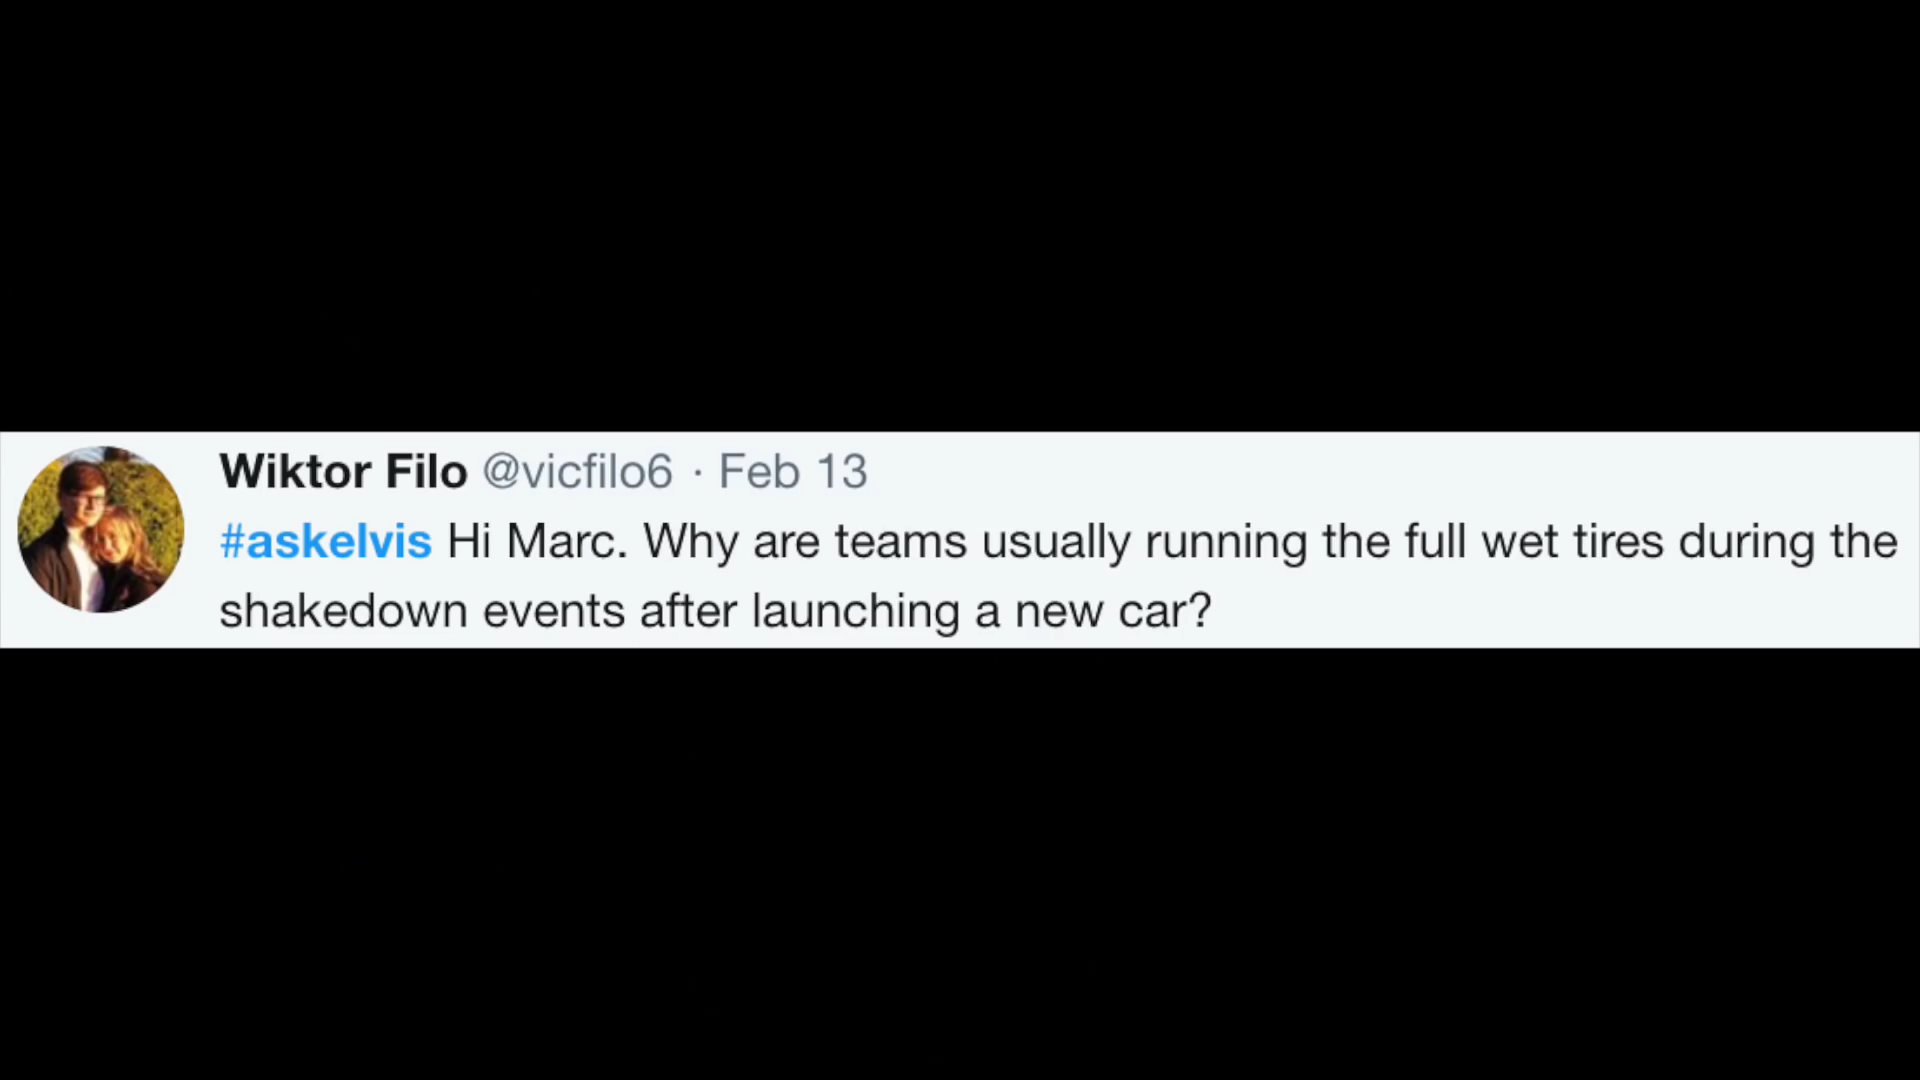 Wiktor Filo @vicfilo6 · Feb 13
#askelvis Hi Marc. Why are teams usually running the full wet tires during the
shakedown events after launching a new car?